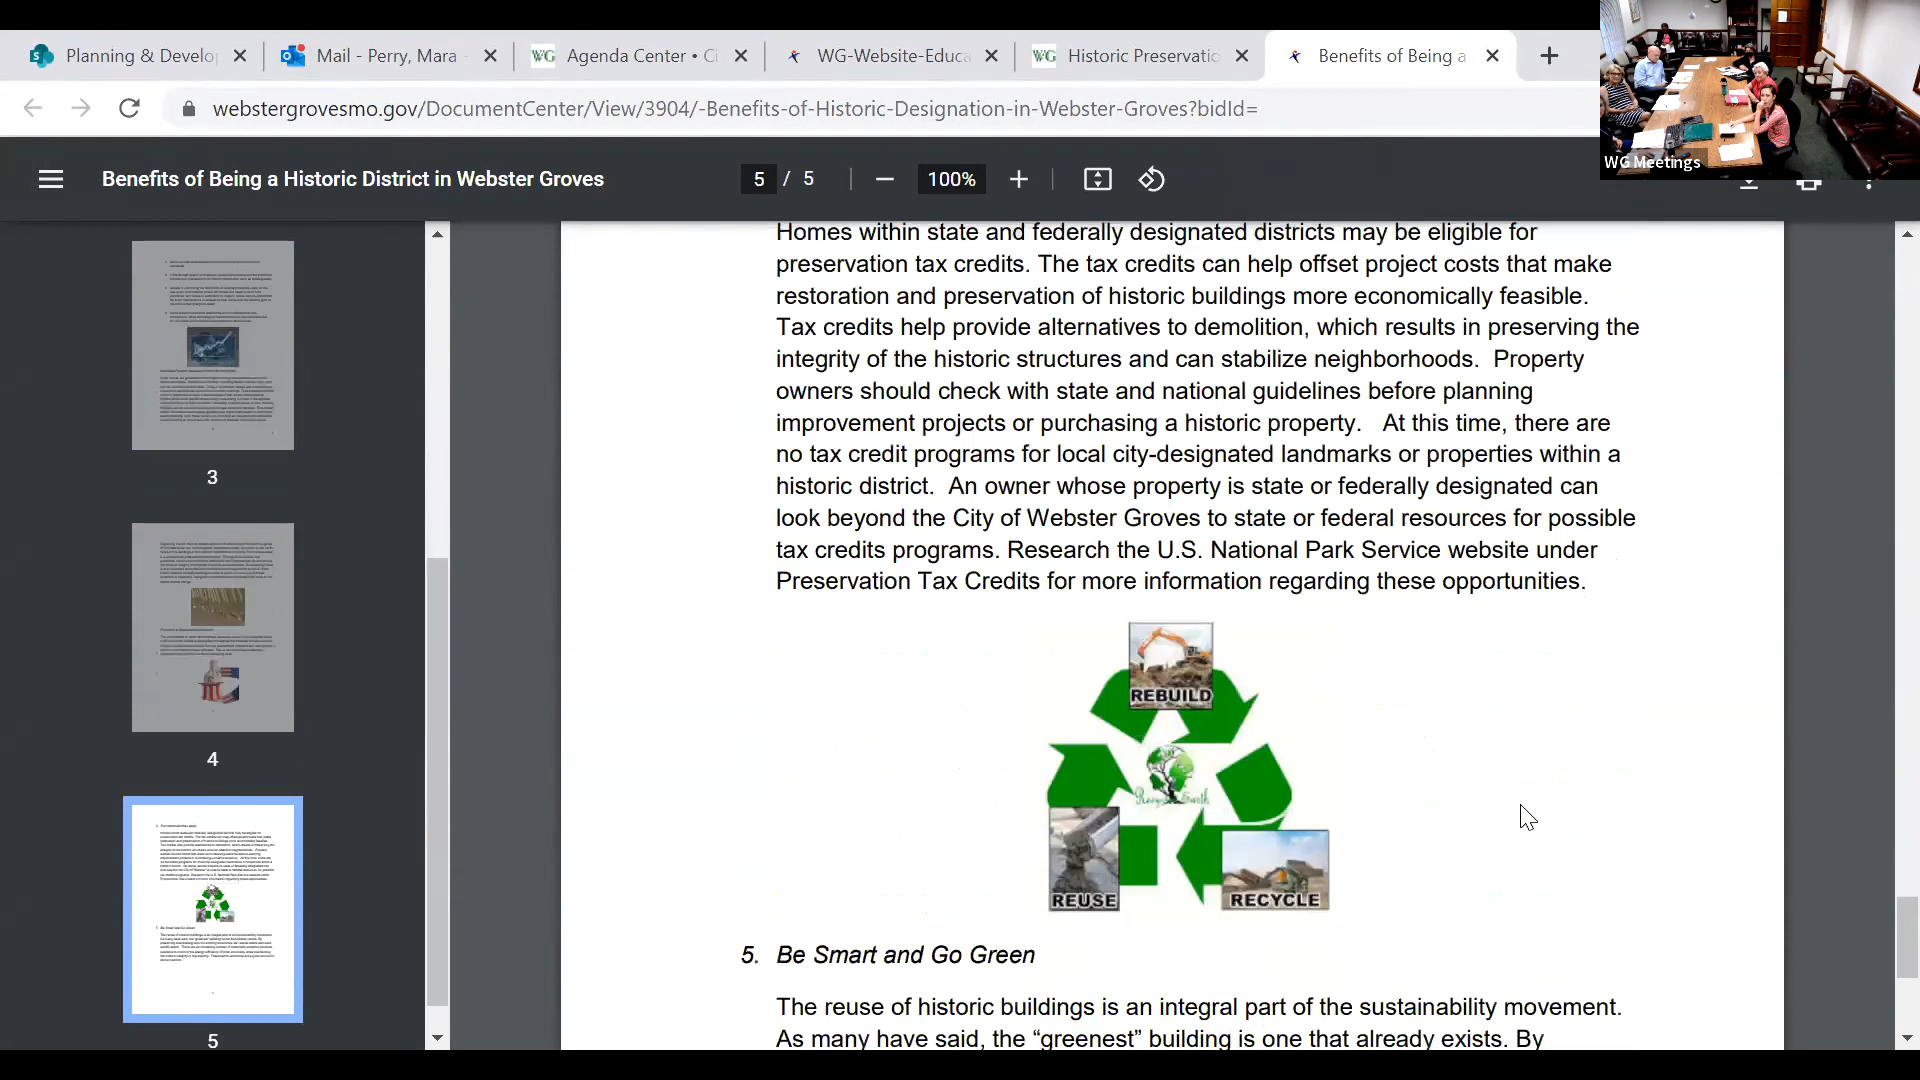 Planning & Develop
Mail - Perry, Mara -
WG Agenda Center • Ci
WG-Website-Educa
WG Historic Preservatio
Benefits of Being a
webstergrovesmo.gov/DocumentCenter/View/3904/-Benefits-of-Historic-Designation-in-Webster-Groves?bidId=
WG Meetings
Benefits of Being a Historic District in Webster Groves
5 / 5
100%
3
4
5
Homes within state and federally designated districts may be eligible for
preservation tax credits. The tax credits can help offset project costs that make
restoration and preservation of historic buildings more economically feasible.
Tax credits help provide alternatives to demolition, which results in preserving the
integrity of the historic structures and can stabilize neighborhoods. Property
owners should check with state and national guidelines before planning
improvement projects or purchasing a historic property. At this time, there are
no tax credit programs for local city-designated landmarks or properties within a
historic district. An owner whose property is state or federally designated can
look beyond the City of Webster Groves to state or federal resources for possible
tax credits programs. Research the U.S. National Park Service website under
Preservation Tax Credits for more information regarding these opportunities.
REBUILD
REUSE
RECYCLE
5. Be Smart and Go Green
The reuse of historic buildings is an integral part of the sustainability movement.
As many have said, the “greenest” building is one that already exists. By